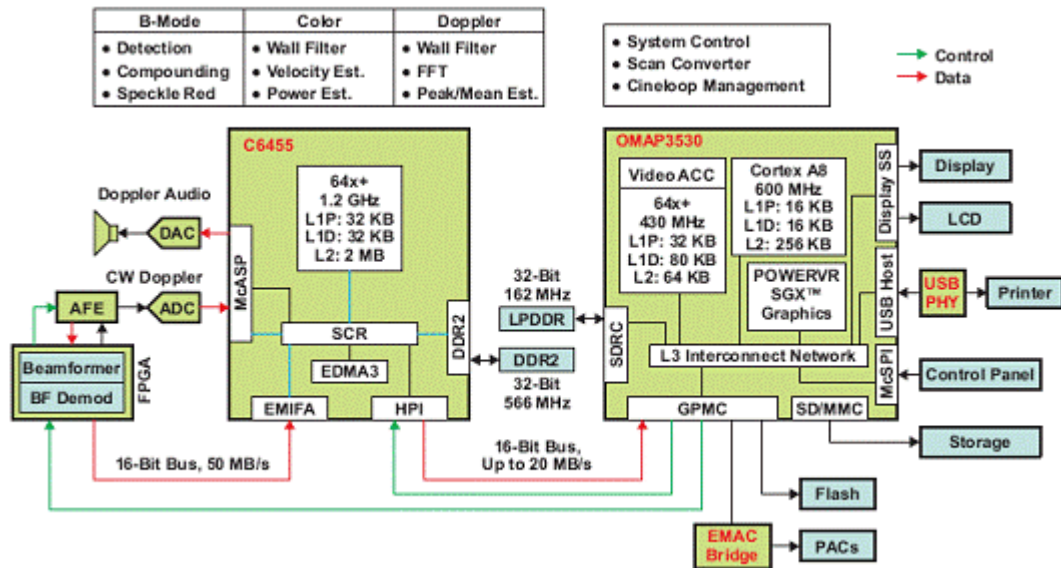 B-Mode
Color
Doppler
● Detection
● Compounding
● Speckle Red
● Wall Filter
● Velocity Est.
● Power Est.
● Wall Filter
● FFT
● Peak/Mean Est.
● System Control
● Scan Converter
● Cineloop Management
Control
Data
C6455
64x+
1.2 GHz
L1P: 32 KB
L1D: 32 KB
L2: 2 MB
Doppler Audio
DAC
CW Doppler
AFE
ADC
McASP
SCR
EDMA3
DDR2
EMIFA
HPI
Beamformer
BF Demod
FPGA
16-Bit Bus, 50 MB/s
16-Bit Bus,
Up to 20 MB/s
32-Bit
162 MHz
LPDDR
DDR2
32-Bit
566 MHz
OMAP3530
Video ACC
64x+
430 MHz
L1P: 32 KB
L1D: 80 KB
L2: 64 KB
Cortex A8
600 MHz
L1P: 16 KB
L1D: 16 KB
L2: 256 KB
POWERVR
SGX™
Graphics
SDRC
L3 Interconnect Network
GPMC
SD/MMC
Display SS
USB Host
McSPI
Display
LCD
USB
PHY
Printer
Control Panel
Storage
Flash
EMAC
Bridge
PACs